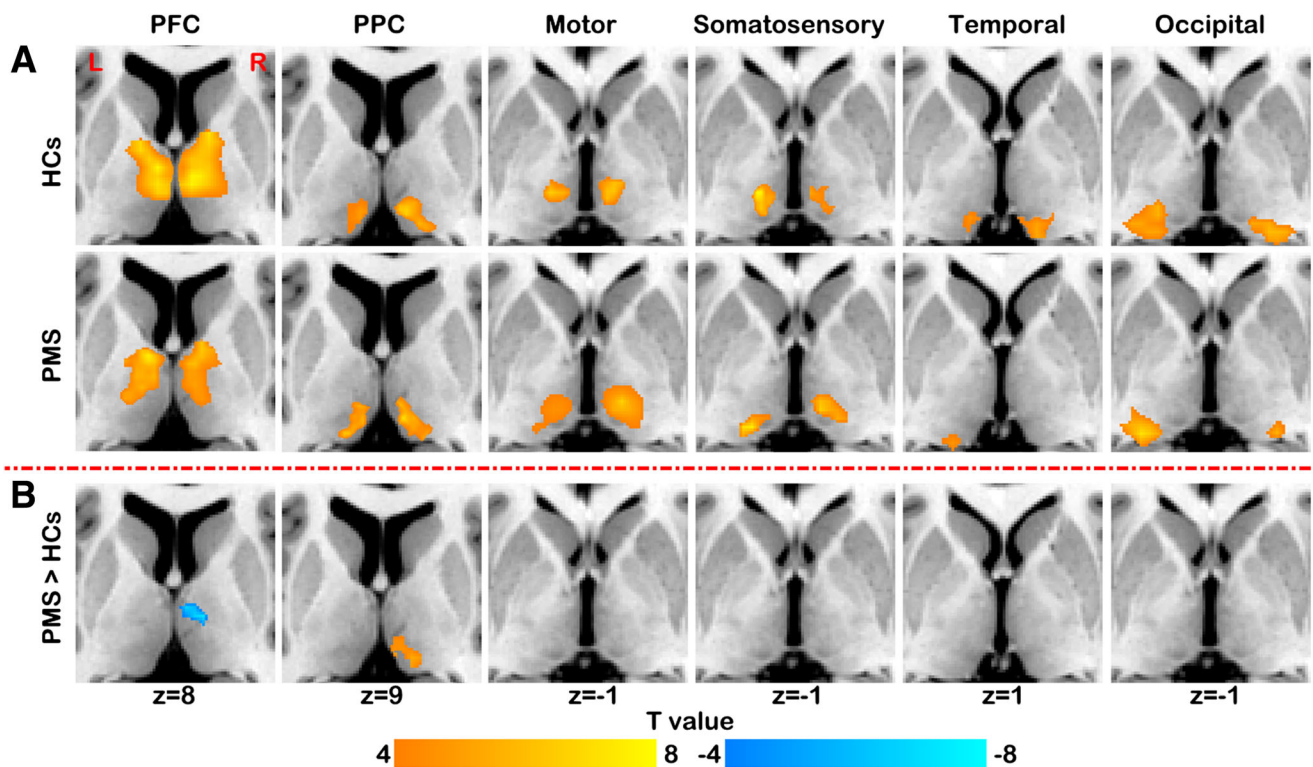 PFC PPC Motor Somatosensory Temporal Occipital
A L R
HCs
PMS
B
PMS > HCs
z=8 z=9 z=-1 z=-1 z=1 z=-1
T value
4 8 -4 -8